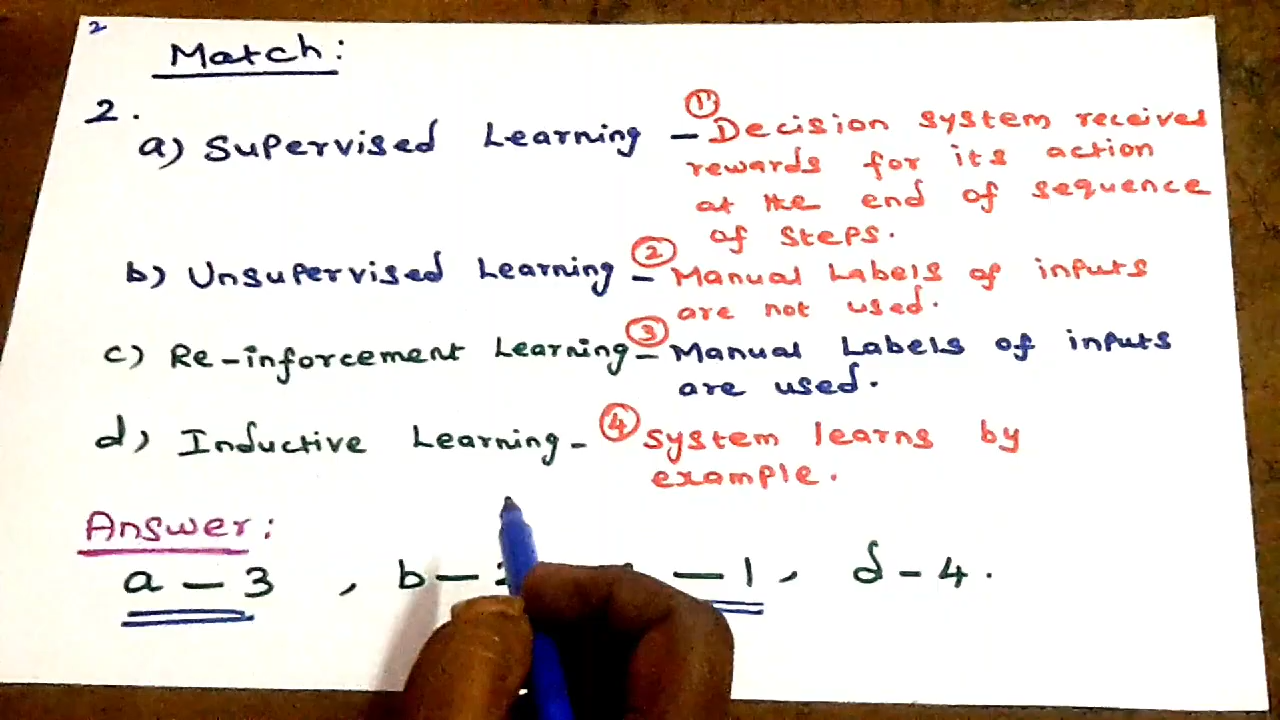 2
Match:
2.
a) Supervised Learning - ① Decision system receives
rewards for its action
at the end of sequence
of steps.
b) Unsupervised Learning - ② Manual Labels of inputs
are not used.
c) Re-inforcement Learning - ③ Manual Labels of inputs
are used.
d) Inductive Learning - ④ System learns by
example.
Answer:
a - 3 , b - - 1 , d - 4 .